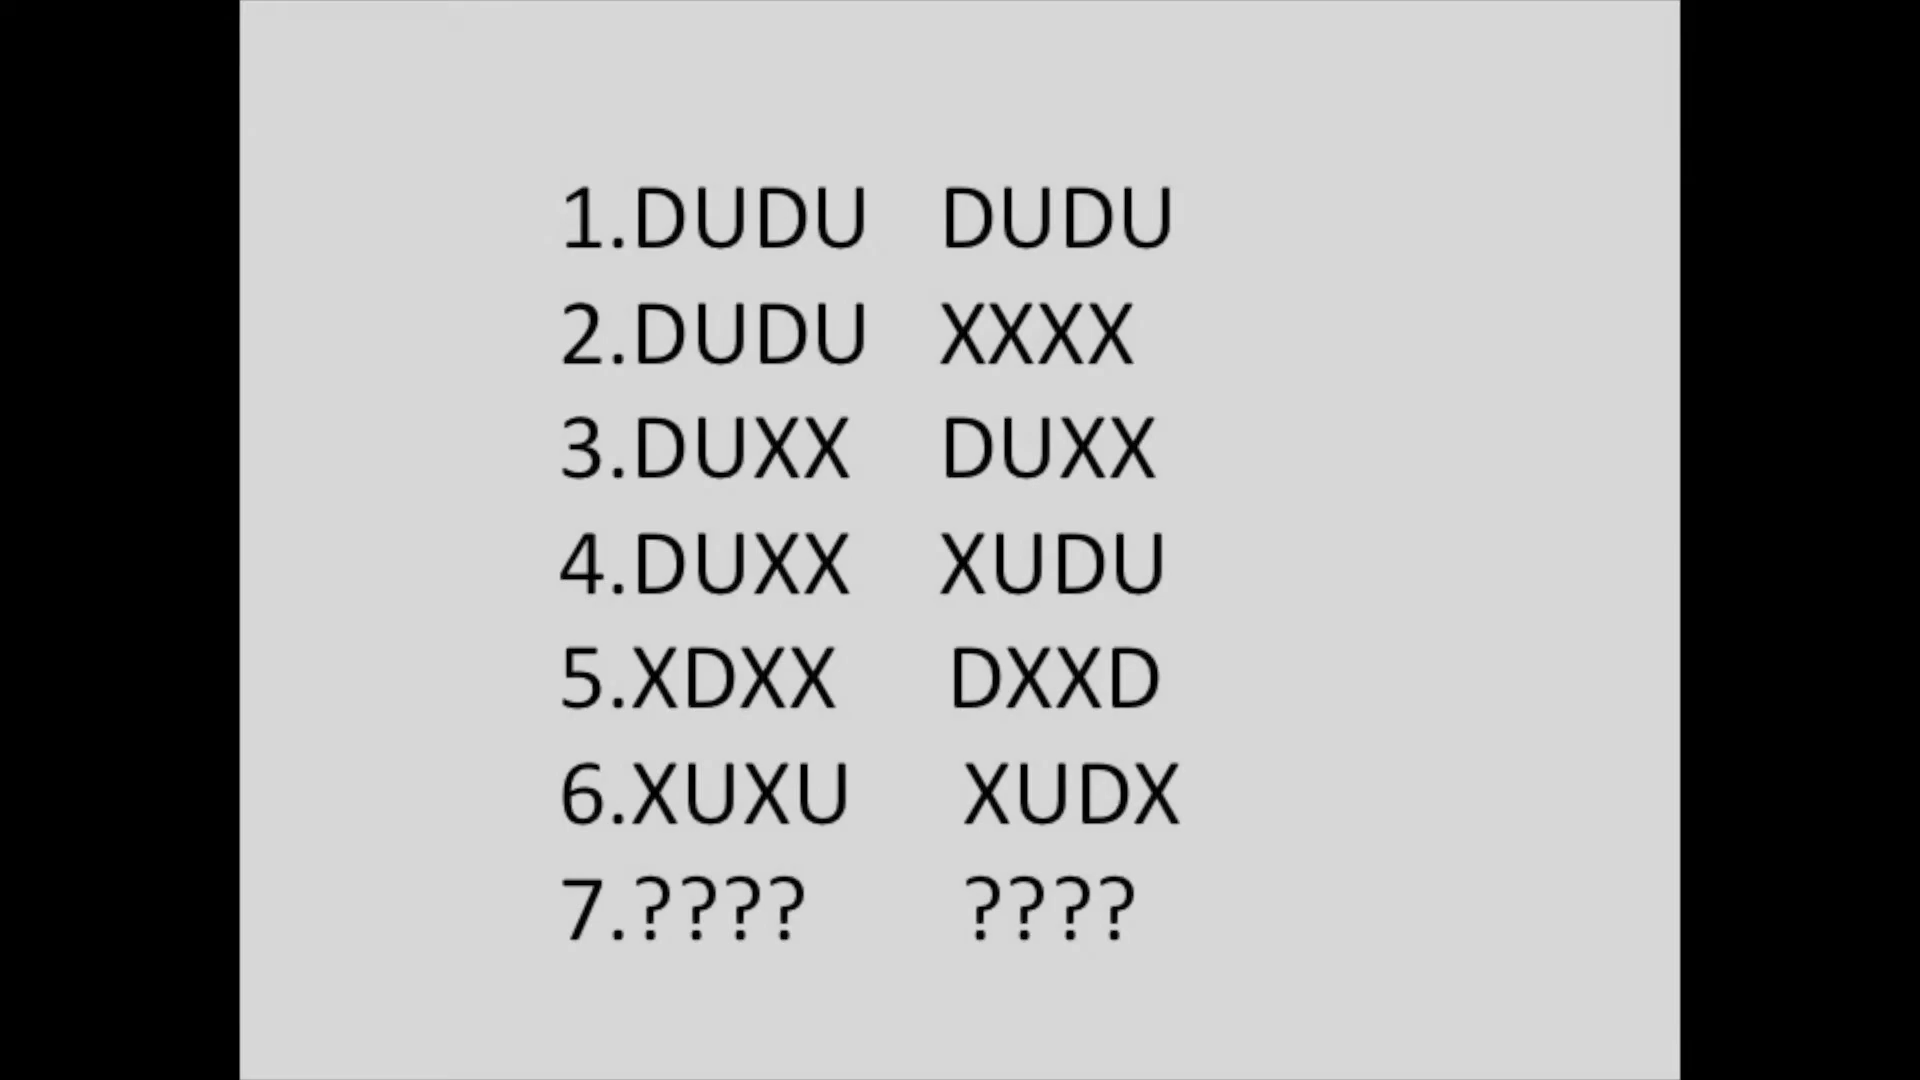 1.DUDU DUDU
2.DUDU XXXX
3.DUXX DUXX
4.DUXX XUDU
5.XDXX DXXD
6.XUXU XUDX
7.???? ????